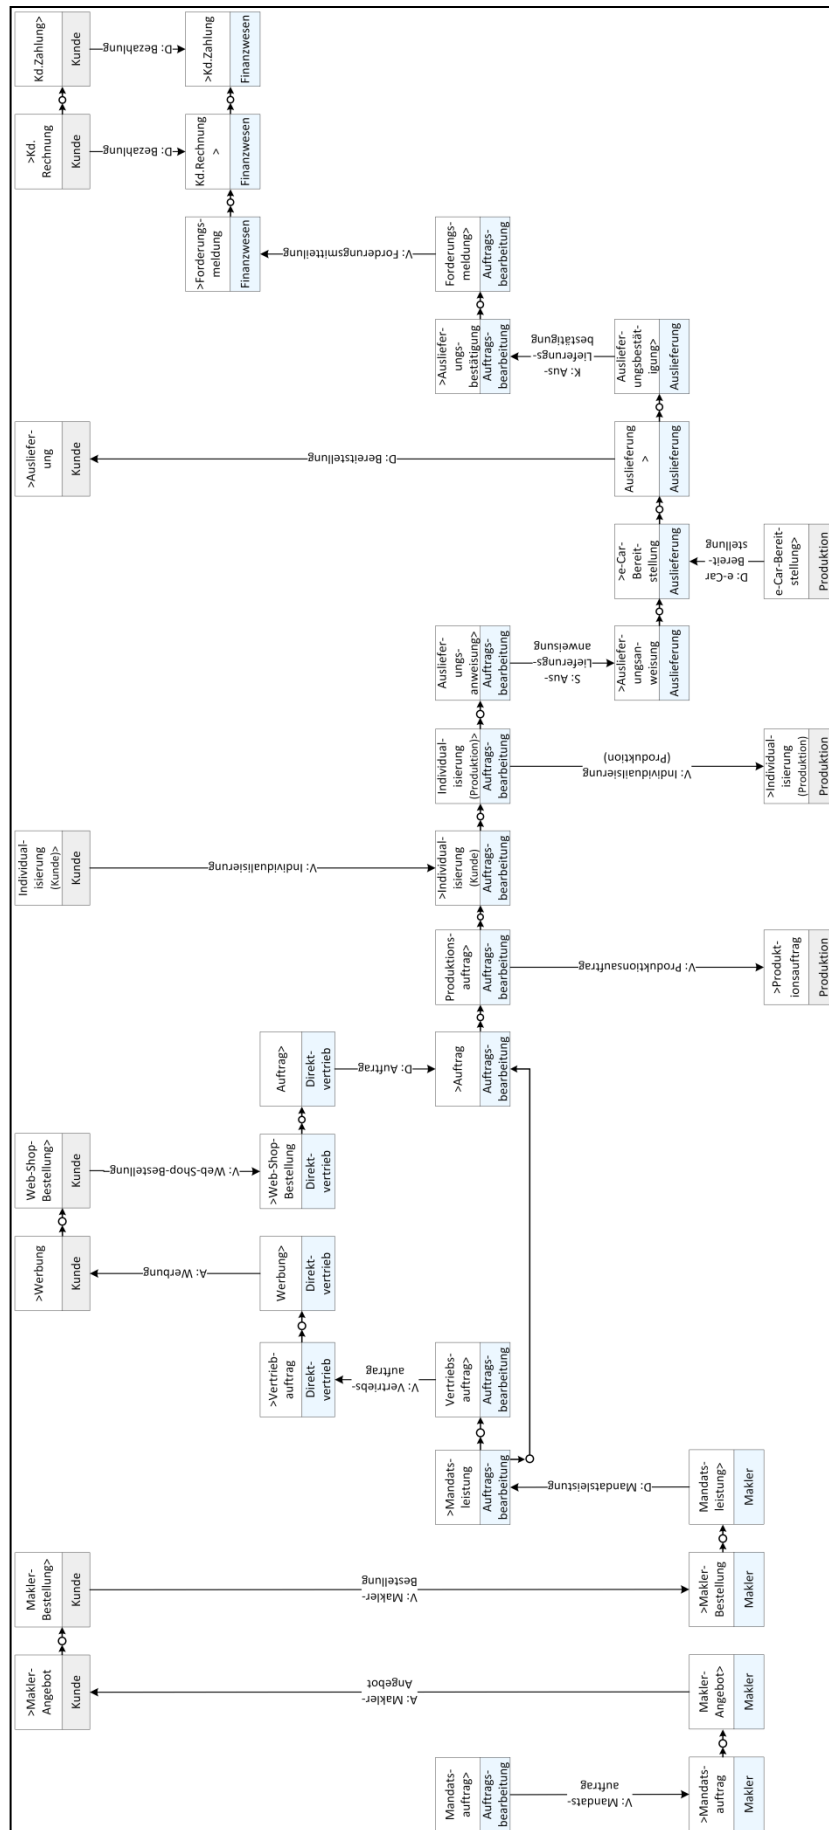 Kd.Zahlung>
Kunde
D: Bezahlung
>Kd.Zahlung
Finanzwesen
>Kd.
Rechnung
Kunde
D: Bezahlung
Kd.Rechnung
>
Finanzwesen
>Forderungs-
meldung
Finanzwesen
V: Forderungsmitteilung
Forderungs-
meldung>
Auftrags-
bearbeitung
>Ausliefer-
ungs-
bestätigung
Auftrags-
bearbeitung
K: Aus-
Lieferungs-
bestätigung
Ausliefer-
ungsbestät-
igung>
Auslieferung
>Ausliefer-
ung
Kunde
D: Bereitstellung
Auslieferung
>
Auslieferung
>e-Car-
Bereit-
stellung
Auslieferung
D: e-Car
Bereit-
stellung
e-Car-Bereit-
stellung>
Produktion
Ausliefer-
ungs-
anweisung>
Auftrags-
bearbeitung
S: Aus-
Lieferungs-
anweisung
>Ausliefer-
ungsan-
weisung
Auslieferung
Individual-
isierung
(Produktion)>
Auftrags-
bearbeitung
V: Individualisierung
(Produktion)
>Individual-
isierung
(Produktion)
Produktion
Individual-
isierung
(Kunde)>
Kunde
V: Individualisierung
>Individual-
isierung
(Kunde)
Auftrags-
bearbeitung
Produktions-
auftrag>
Auftrags-
bearbeitung
V: Produktionsauftrag
>Produkt-
ionsauftrag
Produktion
Auftrag>
Direkt-
vertrieb
D: Auftrag
>Auftrag
Auftrags-
bearbeitung
Web-Shop-
Bestellung>
Kunde
V: Web-Shop-Bestellung
>Web-Shop-
Bestellung
Direkt-
vertrieb
>Werbung
Kunde
A: Werbung
Werbung>
Direkt-
vertrieb
>Vertrieb-
auftrag
Direkt-
vertrieb
V: Vertriebs-
auftrag
Vertriebs-
auftrag>
Auftrags-
bearbeitung
>Mandats-
leistung
Auftrags-
bearbeitung
D: Mandatsleistung
Mandats-
leistung>
Makler
Makler-
Bestellung>
Kunde
V: Makler-
Bestellung
>Makler-
Bestellung
Makler
>Makler-
Angebot
Kunde
A: Makler-
Angebot
Makler-
Angebot>
Makler
Mandats-
auftrag>
Auftrags-
bearbeitung
V: Mandats-
auftrag
>Mandats-
auftrag
Makler